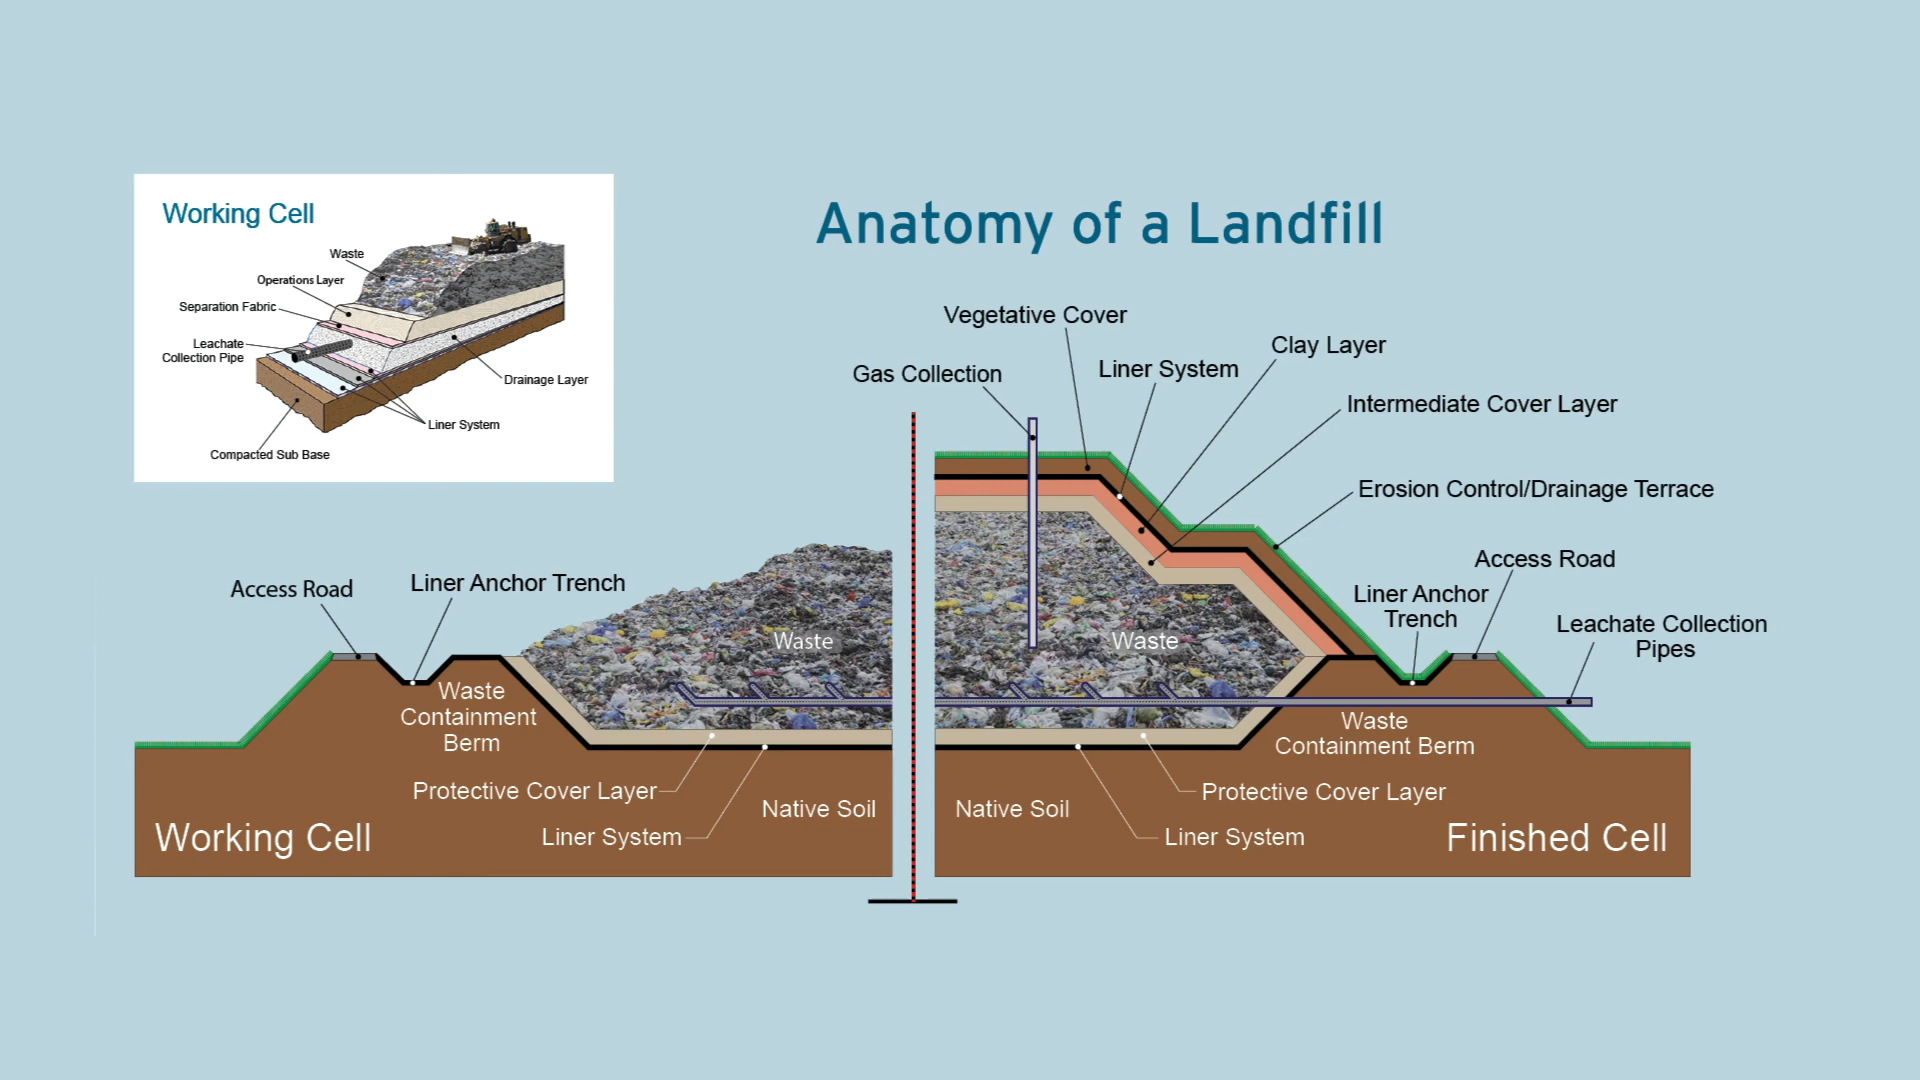 Anatomy of a Landfill
Working Cell
Waste
Operations Layer
Separation Fabric
Leachate
Collection Pipe
Drainage Layer
Liner System
Compacted Sub Base
Vegetative Cover
Clay Layer
Liner System
Gas Collection
Intermediate Cover Layer
Erosion Control/Drainage Terrace
Access Road
Liner Anchor Trench
Access Road
Liner Anchor
Trench
Leachate Collection
Pipes
Waste
Waste
Waste
Containment
Berm
Waste
Containment Berm
Protective Cover Layer
Liner System
Native Soil
Native Soil
Protective Cover Layer
Liner System
Working Cell
Finished Cell